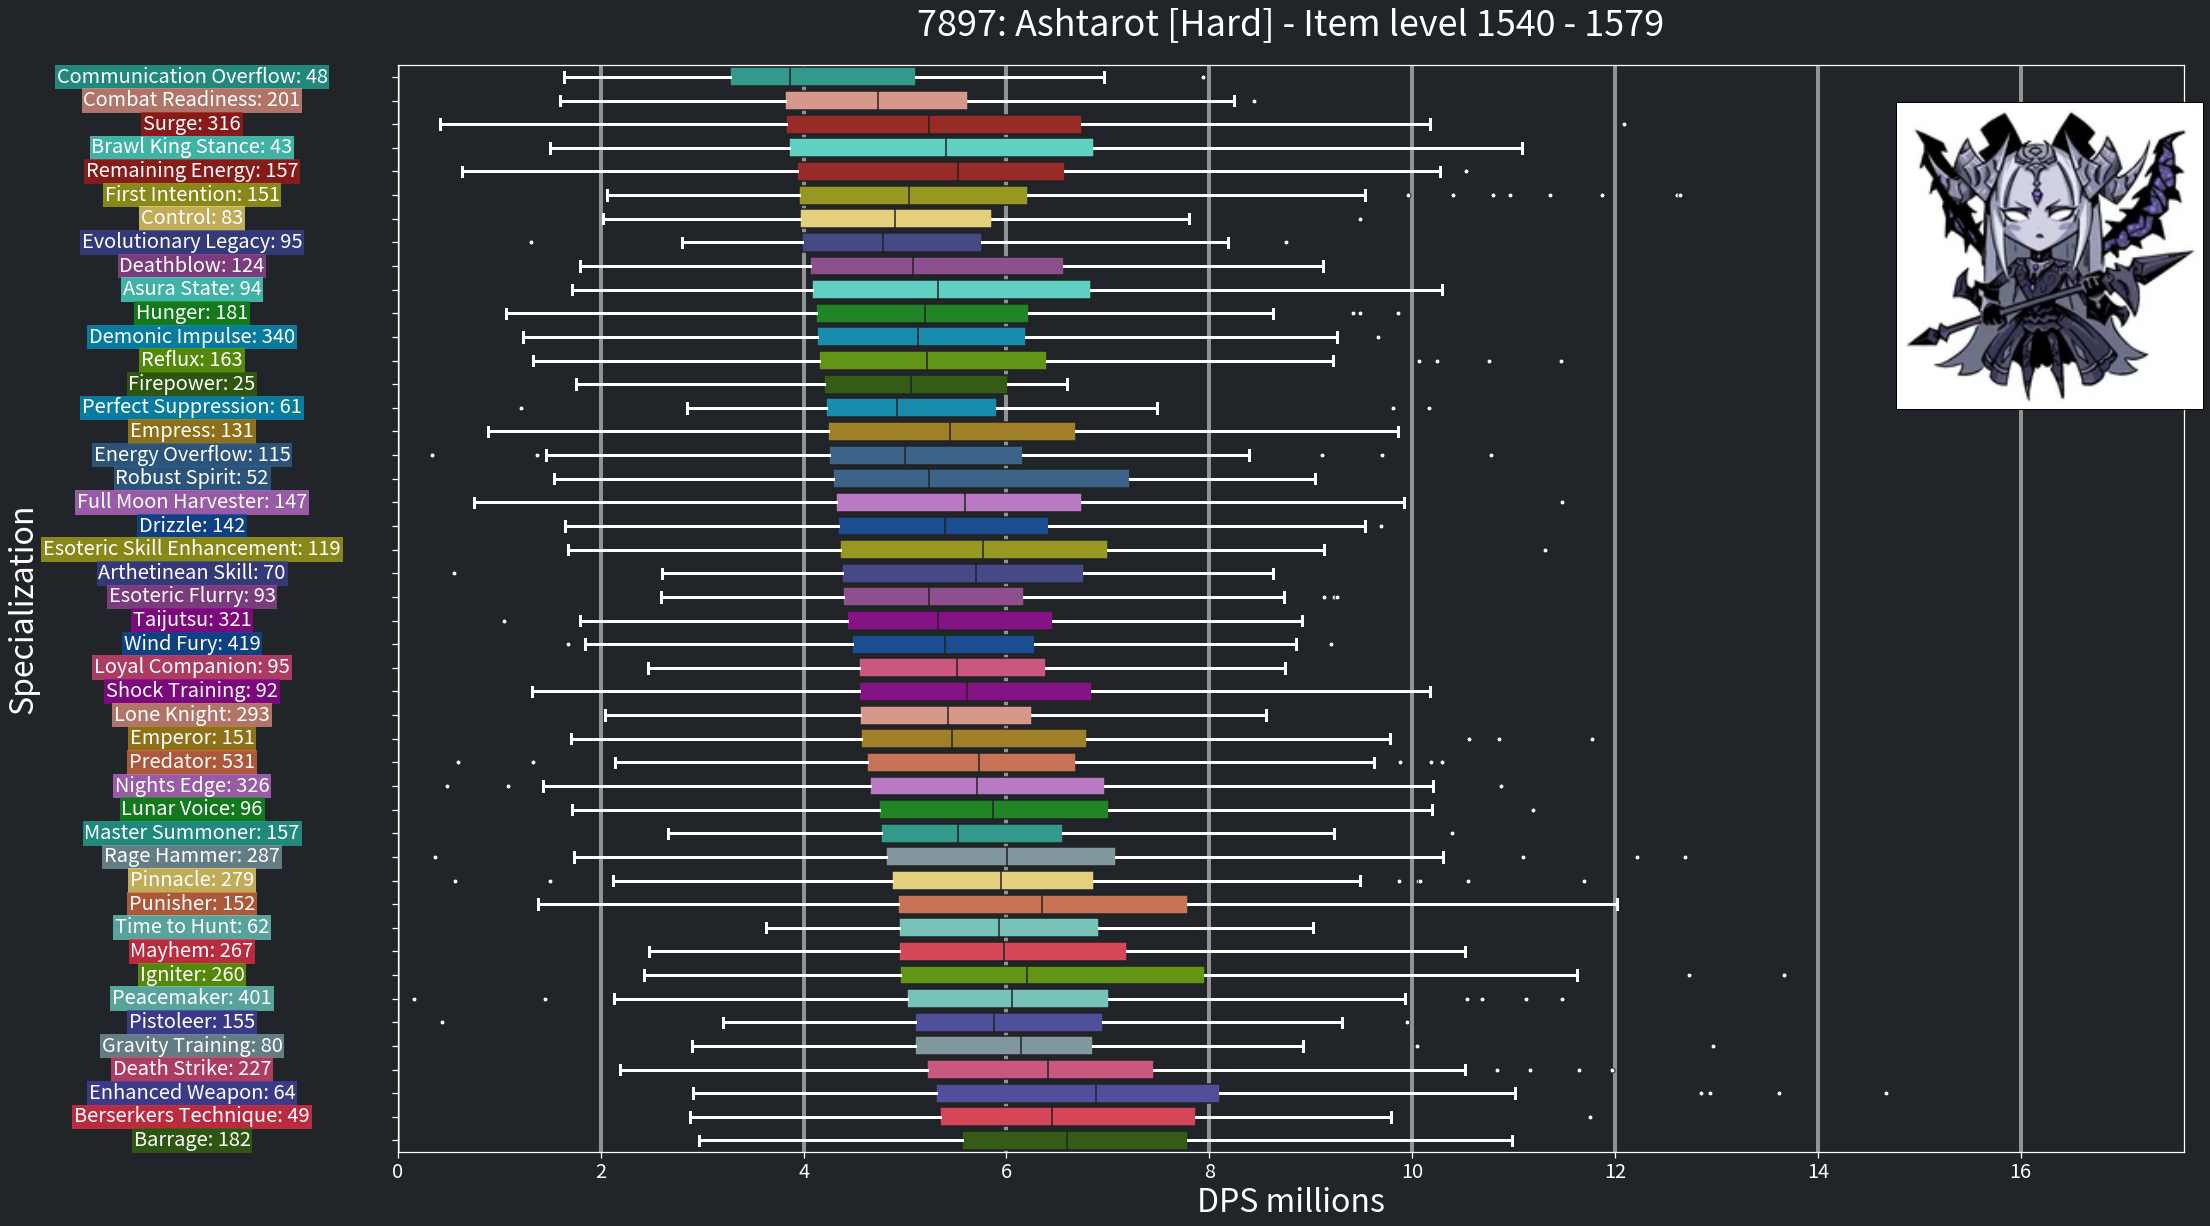 7897: Ashtarot [Hard] - Item level 1540 - 1579
Communication Overflow: 48
Combat Readiness: 201
Surge: 316
Brawl King Stance: 43
Remaining Energy: 157
First Intention: 151
Control: 83
Evolutionary Legacy: 95
Deathblow: 124
Asura State: 94
Hunger: 181
Demonic Impulse: 340
Reflux: 163
Firepower: 25
Perfect Suppression: 61
Empress: 131
Energy Overflow: 115
Robust Spirit: 52
Full Moon Harvester: 147
Drizzle: 142
Esoteric Skill Enhancement: 119
Arthetinean Skill: 70
Esoteric Flurry: 93
Taijutsu: 321
Wind Fury: 419
Loyal Companion: 95
Shock Training: 92
Lone Knight: 293
Emperor: 151
Predator: 531
Nights Edge: 326
Lunar Voice: 96
Master Summoner: 157
Rage Hammer: 287
Pinnacle: 279
Punisher: 152
Time to Hunt: 62
Mayhem: 267
Igniter: 260
Peacemaker: 401
Pistoleer: 155
Gravity Training: 80
Death Strike: 227
Enhanced Weapon: 64
Berserkers Technique: 49
Barrage: 182
Specialization
0 2 4 6 8 10 12 14 16
DPS millions